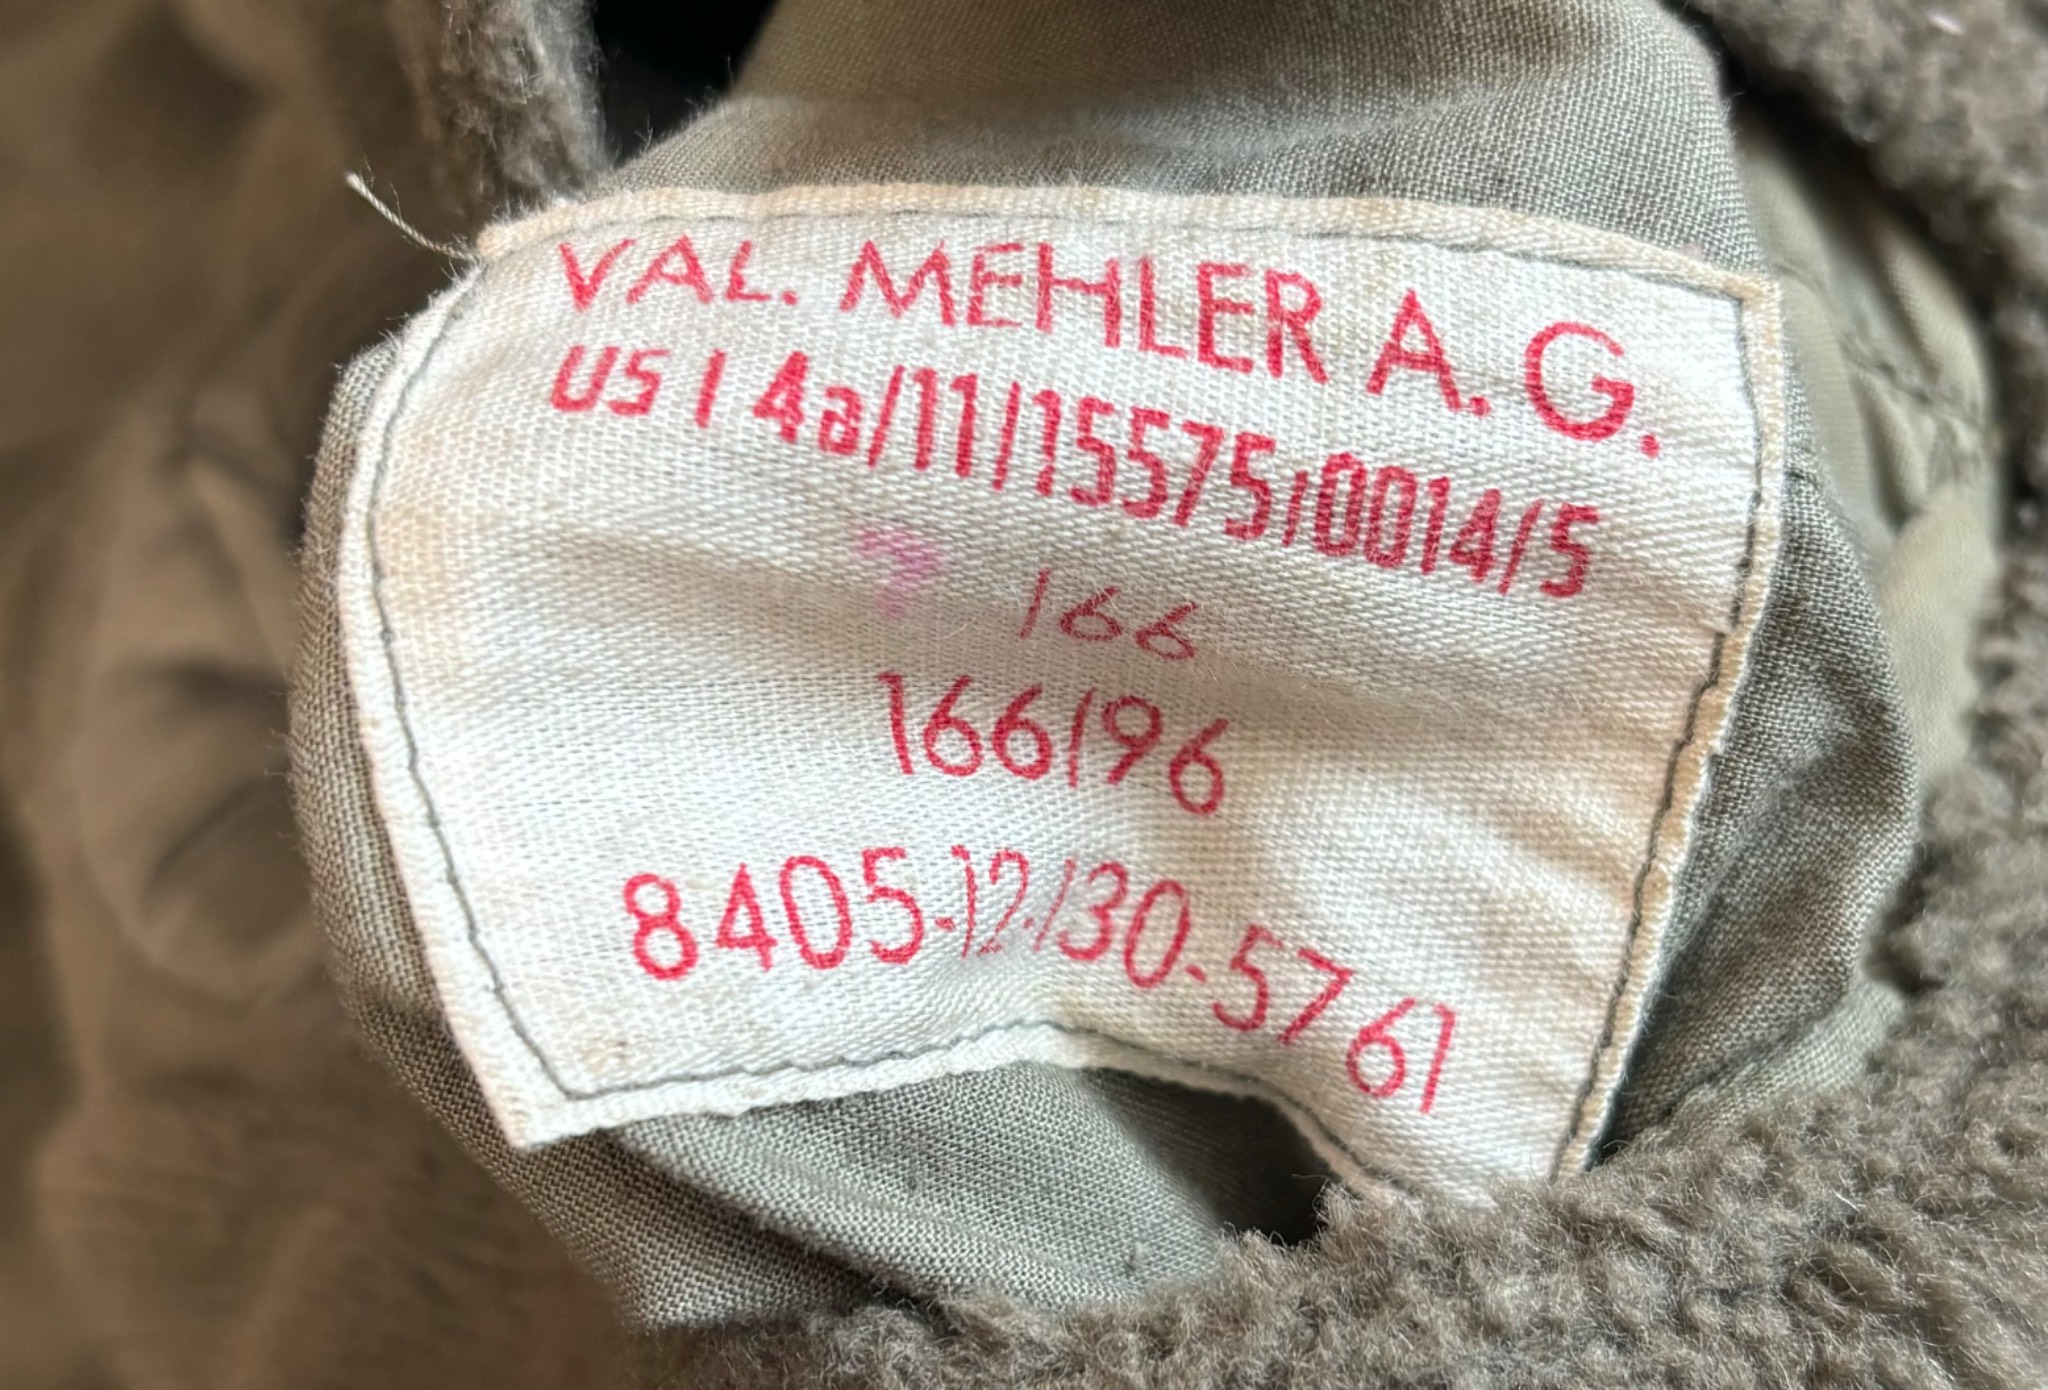 VAL. MEHLER A.G.
US I 4a/11/15575/0014/5
166
166/96
8405-12-130-5761